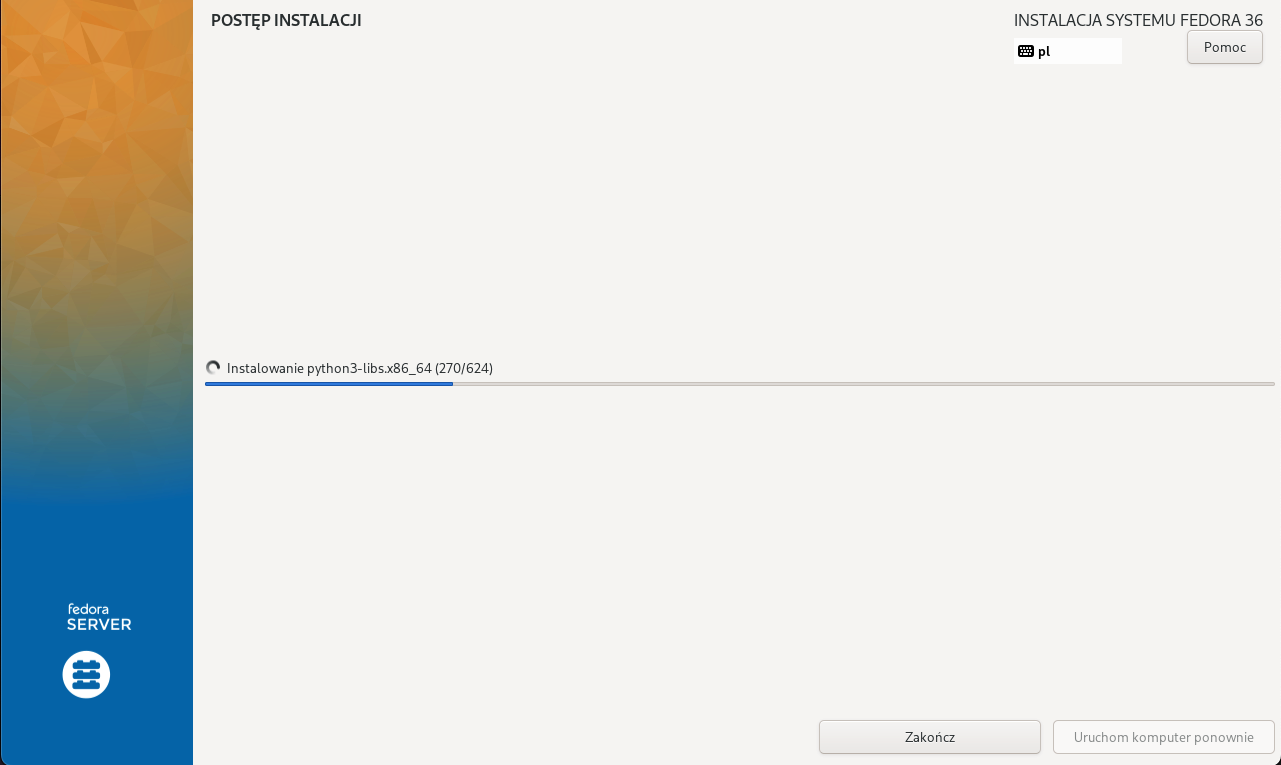 POSTĘP INSTALACJI
INSTALACJA SYSTEMU FEDORA 36
pl
Pomoc
Instalowanie python3-libs.x86_64 (270/624)
fedora
SERVER
Zakończ
Uruchom komputer ponownie